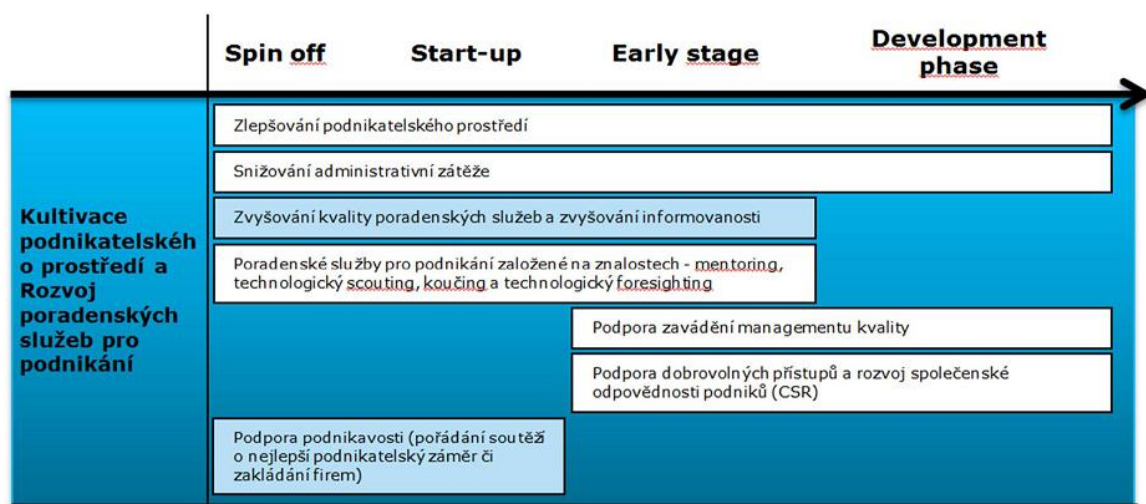 Spin off
Start-up
Early stage
Development
phase
Kultivace
podnikatelskéh
o prostředí a
Rozvoj
poradenských
služeb pro
podnikání
Zlepšování podnikatelského prostředí
Snižování administrativní zátěže
Zvyšování kvality poradenských služeb a zvyšování informovanosti
Poradenské služby pro podnikání založené na znalostech - mentoring,
technologický scouting, koučing a technologický foresighting
Podpora zavádění managementu kvality
Podpora dobrovolných přístupů a rozvoj společenské
odpovědnosti podniků (CSR)
Podpora podnikavosti (pořádání soutěží
o nejlepší podnikatelský záměr či
zakládání firem)